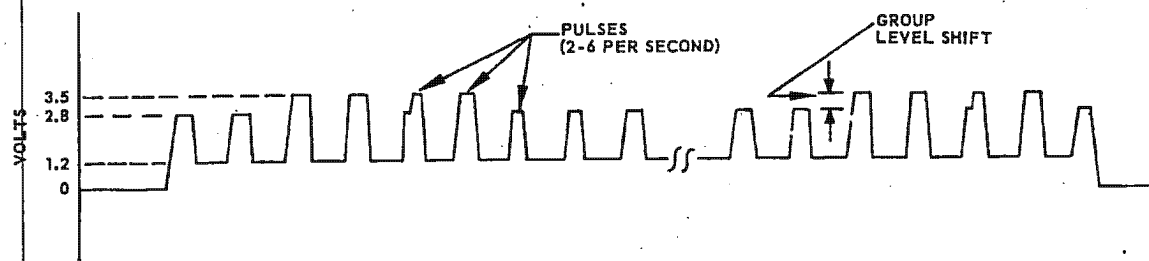 GROUP
LEVEL SHIFT
PULSES
(2-6 PER SECOND)
VOLTS
3.5
2.8
1.2
0